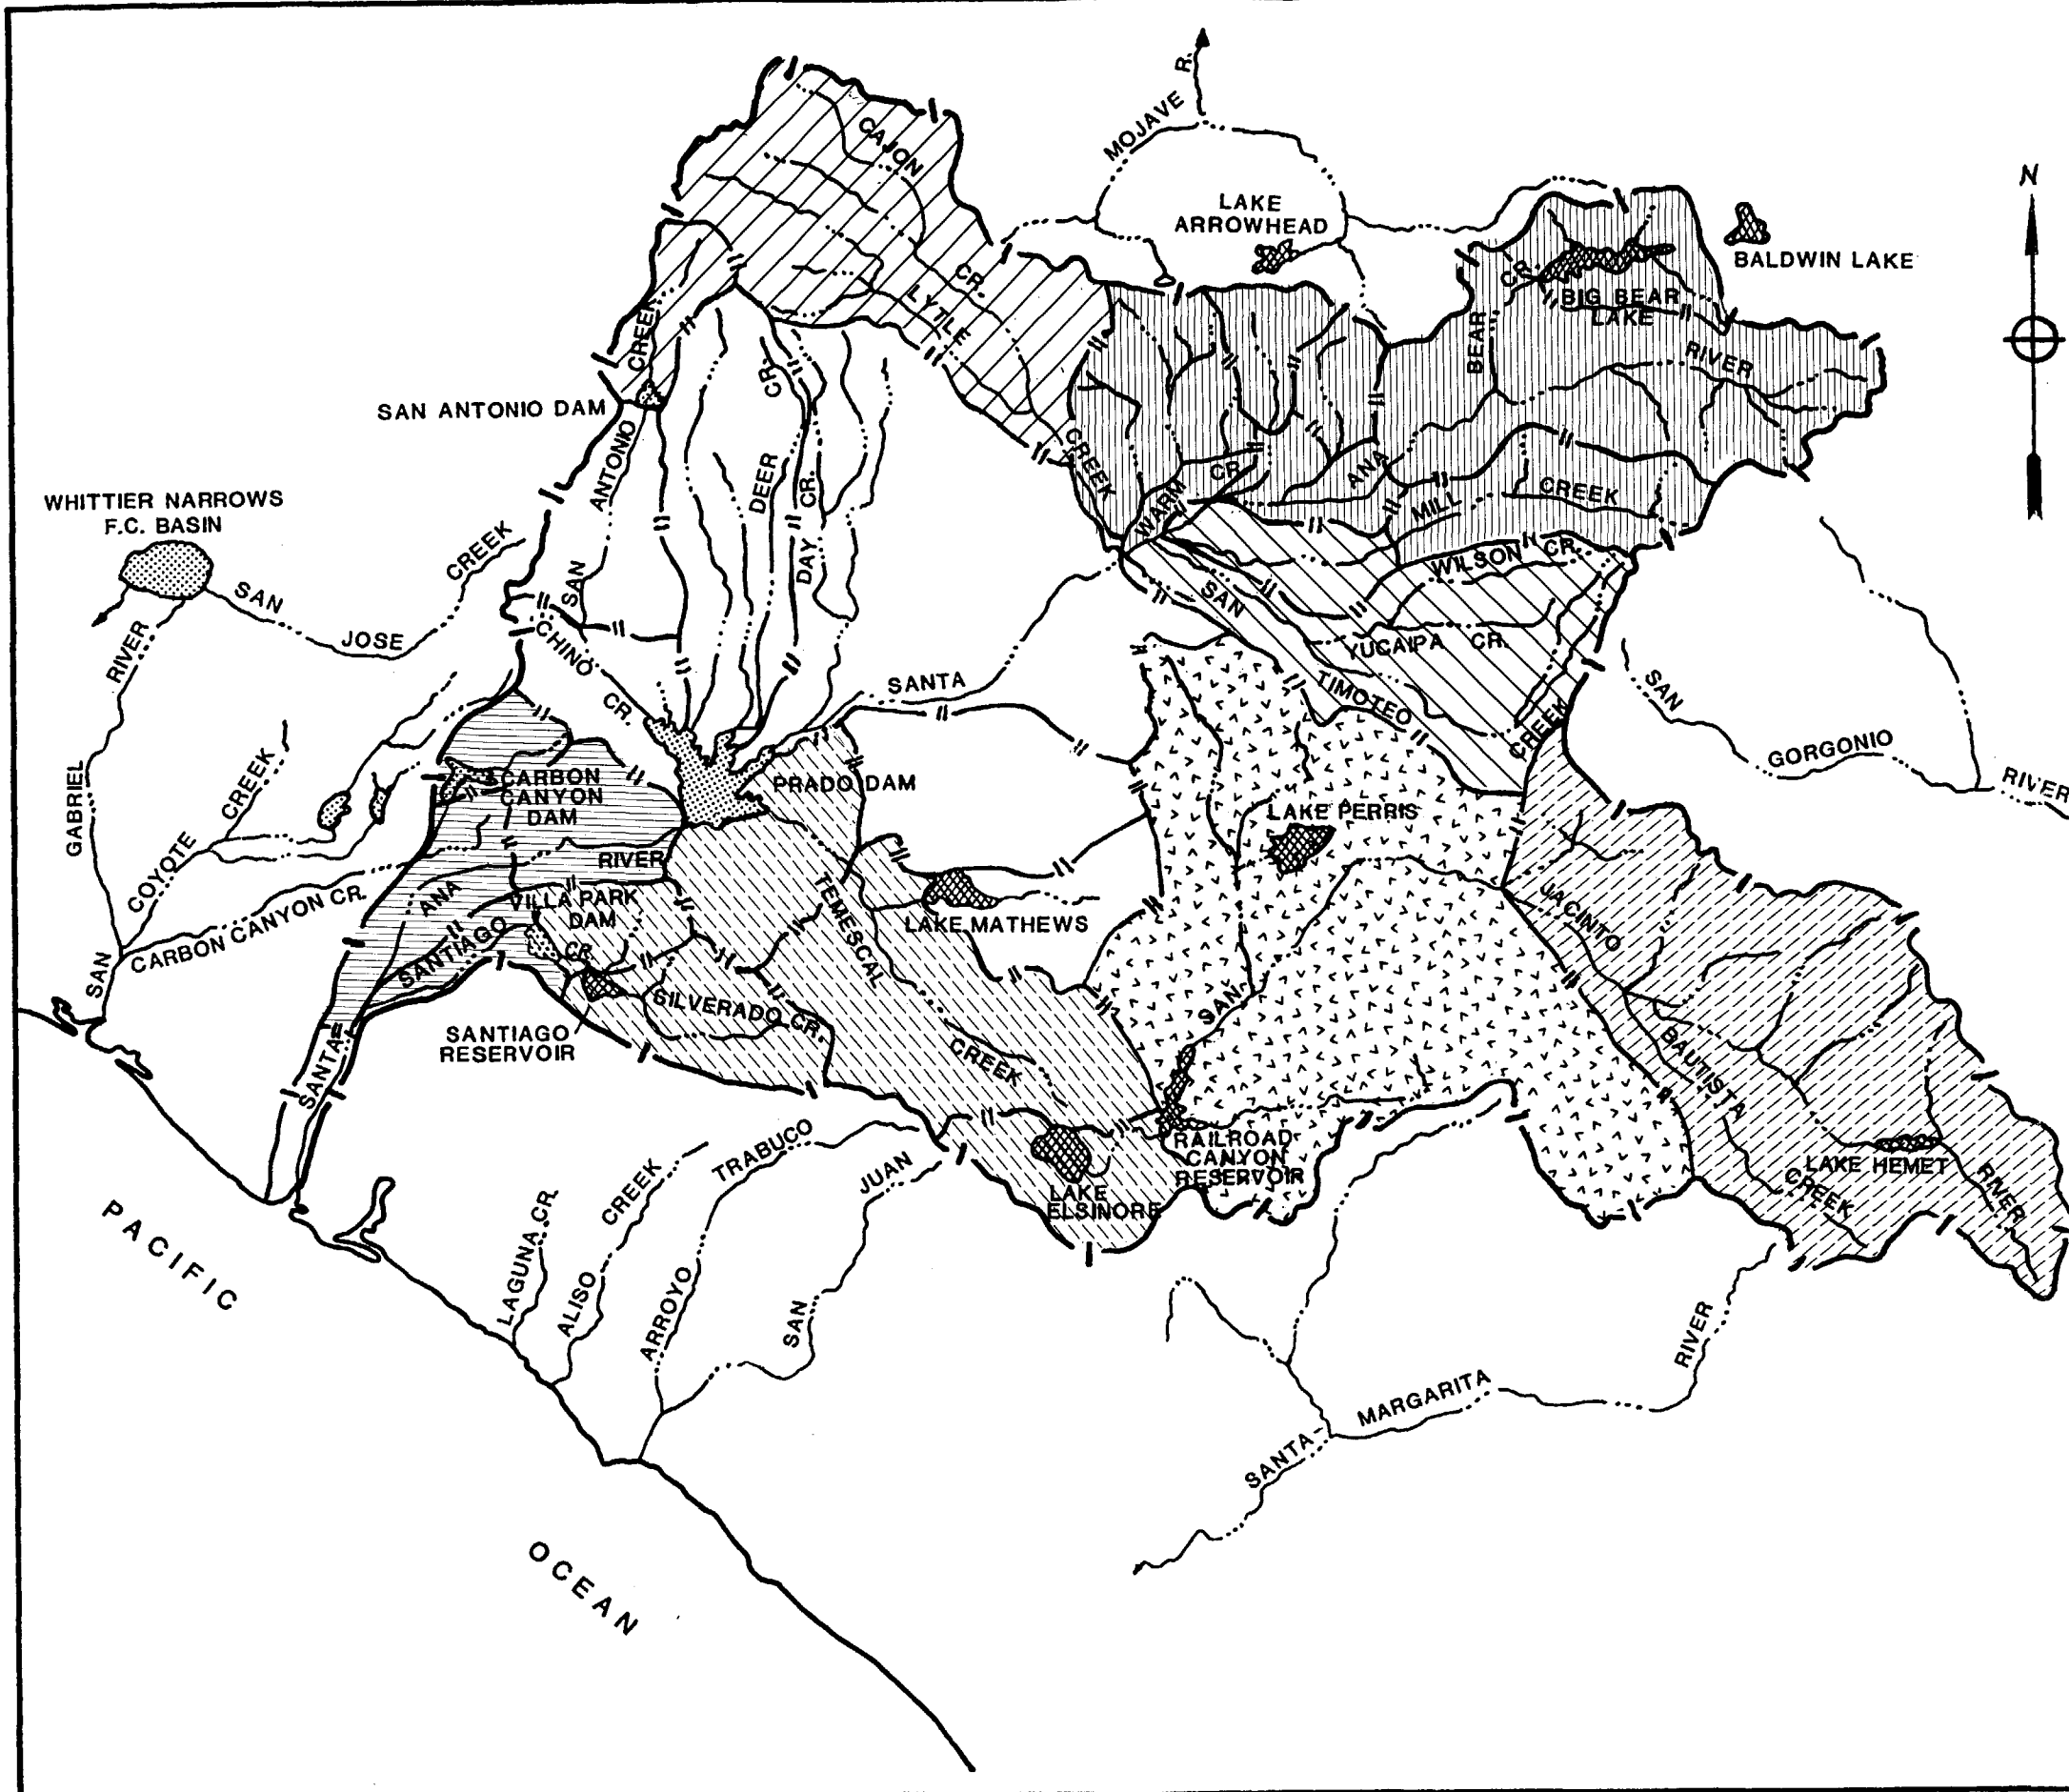 MOJAVE R.
N
CAJON
CR.
LYTLE
LAKE
ARROWHEAD
BALDWIN LAKE
BIG BEAR
LAKE
BEAR
CR.
RIVER
SAN ANTONIO DAM
CREEK
ANTONIO
SAN
CR.
DEER
DAY
CR.
CREEK
WARM
CR.
ANA
MILL
CREEK
WILSON CR.
WHITTIER NARROWS
F.C. BASIN
SAN
JOSE
CREEK
CHINO
CR.
SANTA
SAN
TIMOTEO
CREEK
YUCAIPA CR.
SAN
GORGONIO
RIVER
RIVER
GABRIEL
SAN
COYOTE
CREEK
CARBON CANYON CR.
CARBON
CANYON
DAM
PRADO DAM
LAKE PERRIS
RIVER
ANA
SANTA
VILLA PARK
DAM
SANTIAGO
CR.
TEMESCAL
CREEK
LAKE MATHEWS
JACINTO
SAN
RIVER
SILVERADO CR.
SANTIAGO
RESERVOIR
BAUTISTA
CREEK
LAKE HEMET
RAILROAD
CANYON
RESERVOIR
LAKE
ELSINORE
LAGUNA CR.
ALISO
CREEK
ARROYO
TRABUCO
SAN
JUAN
SANTA
MARGARITA
RIVER
PACIFIC
OCEAN